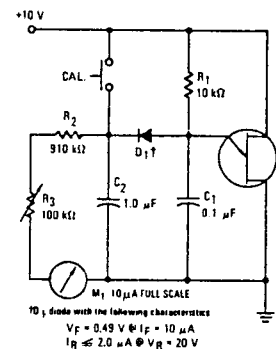 +10 V
CAL.
R1
10 kΩ
R2
910 kΩ
D1†
R3
100 kΩ
C2
1.0 µF
C1
0.1 µF
M1 10 µA FULL SCALE
†D1 diode with the following characteristics
VF = 0.49 V @ IF = 10 µA
IR ≤ 2.0 µA @ VR = 20 V